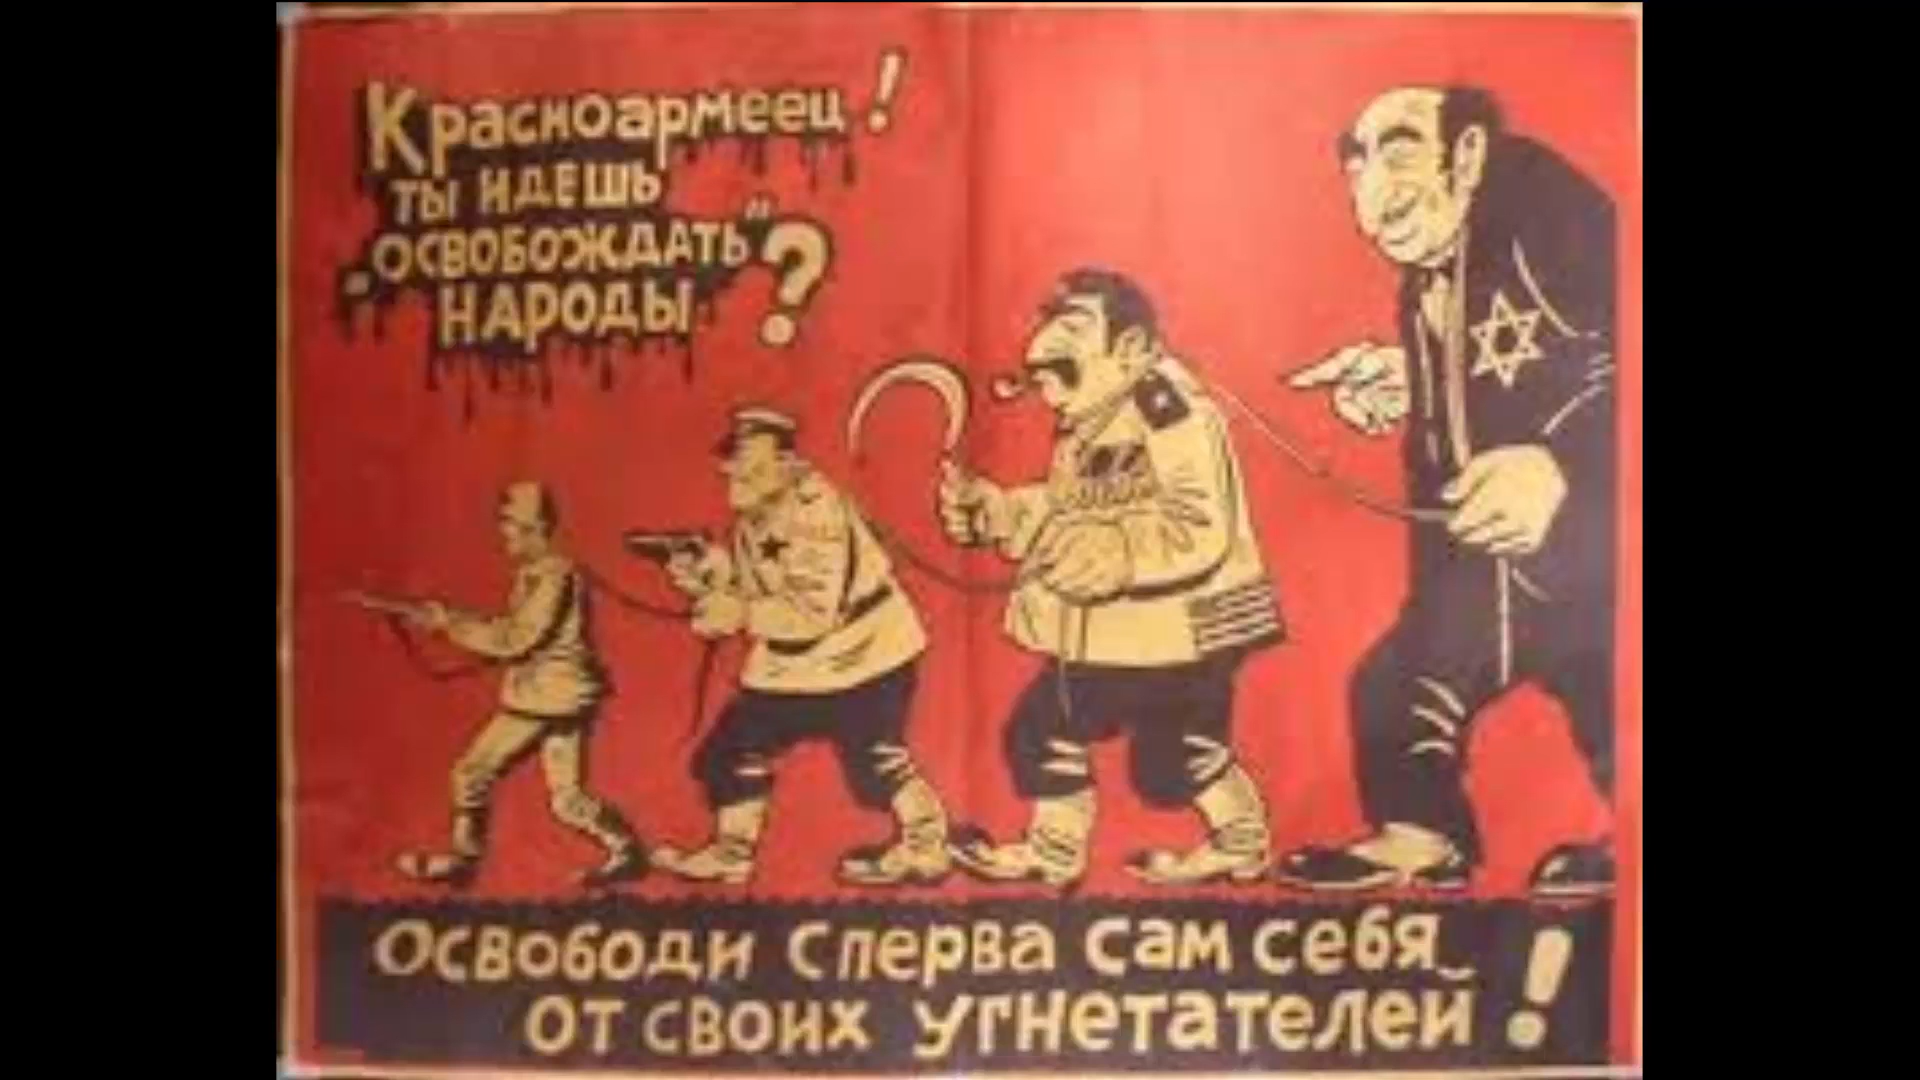 Красноармеец!
ты идешь
„освобождать“
народы?
Освободи сперва сам себя
от своих угнетателей!